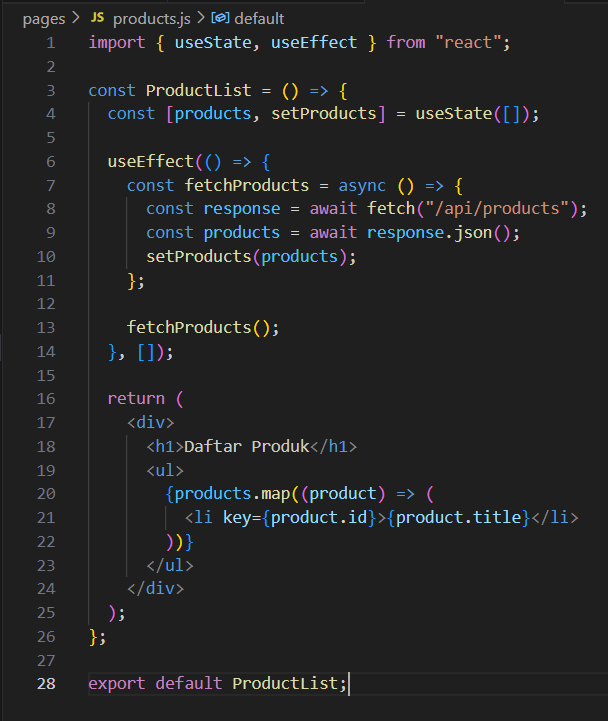 pages > JS products.js > default
1 import { useState, useEffect } from "react";
2
3 const ProductList = () => {
4   const [products, setProducts] = useState([]);
5
6   useEffect(() => {
7     const fetchProducts = async () => {
8       const response = await fetch("/api/products");
9       const products = await response.json();
10       setProducts(products);
11     };
12
13     fetchProducts();
14   }, []);
15
16   return (
17     <div>
18       <h1>Daftar Produk</h1>
19       <ul>
20         {products.map((product) => (
21           <li key={product.id}>{product.title}</li>
22         ))}
23       </ul>
24     </div>
25   );
26 };
27
28 export default ProductList;